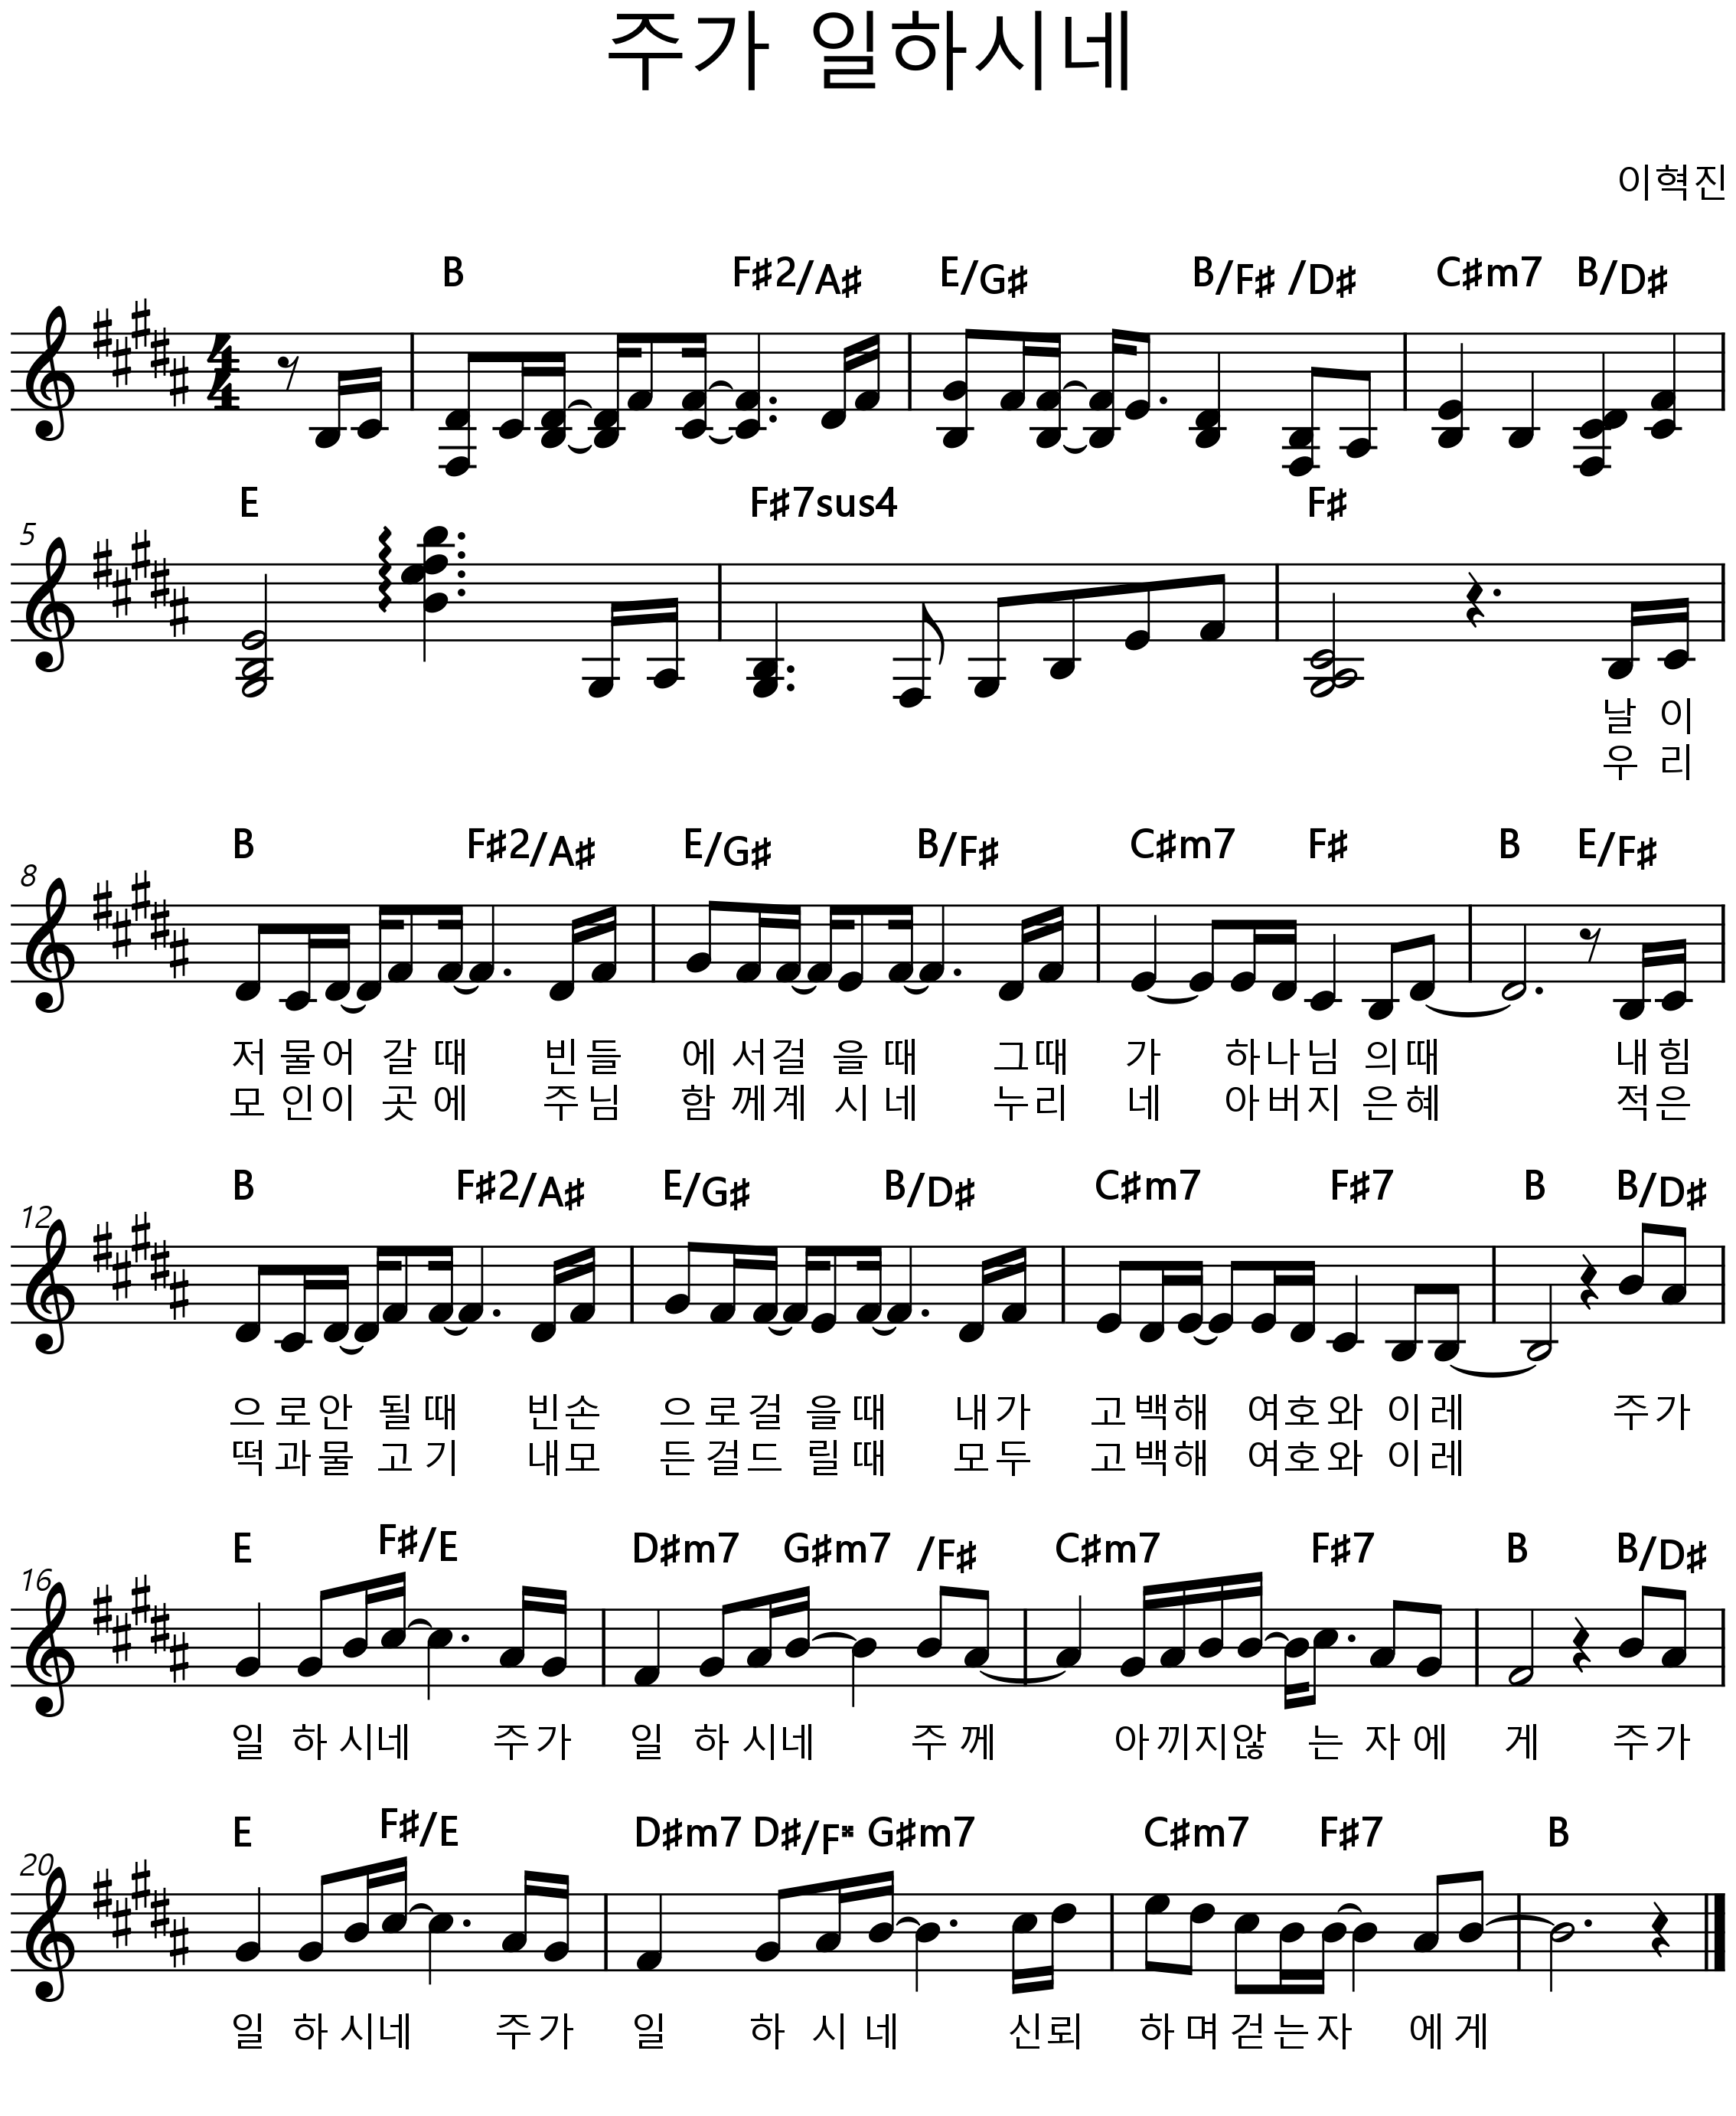 주가 일하시네
이혁진
B F♯2/A♯ E/G♯ B/F♯ /D♯ C♯m7 B/D♯
4
4
5 E F♯7sus4 F♯
날 이
우 리
8 B F♯2/A♯ E/G♯ B/F♯ C♯m7 F♯ B E/F♯
저 물어 갈 때 빈들 에 서걸 을 때 그때 가 하나님 의때 내힘
모 인이 곳 에 주님 함 께계 시 네 누리 네 아버지 은혜 적은
12 B F♯2/A♯ E/G♯ B/D♯ C♯m7 F♯7 B B/D♯
으 로안 될 때 빈손 으 로걸 을 때 내가 고백해 여호와 이레 주가
떡 과물 고 기 내모 든 걸드 릴 때 모두 고백해 여호와 이레
16 E F♯/E D♯m7 G♯m7 /F♯ C♯m7 F♯7 B B/D♯
일 하 시네 주가 일 하 시네 주 께 아끼지않 는 자 에 게 주가
20 E F♯/E D♯m7 D♯/F𝄪 G♯m7 C♯m7 F♯7 B
일 하 시네 주가 일 하 시 네 신뢰 하며 걷는자 에게